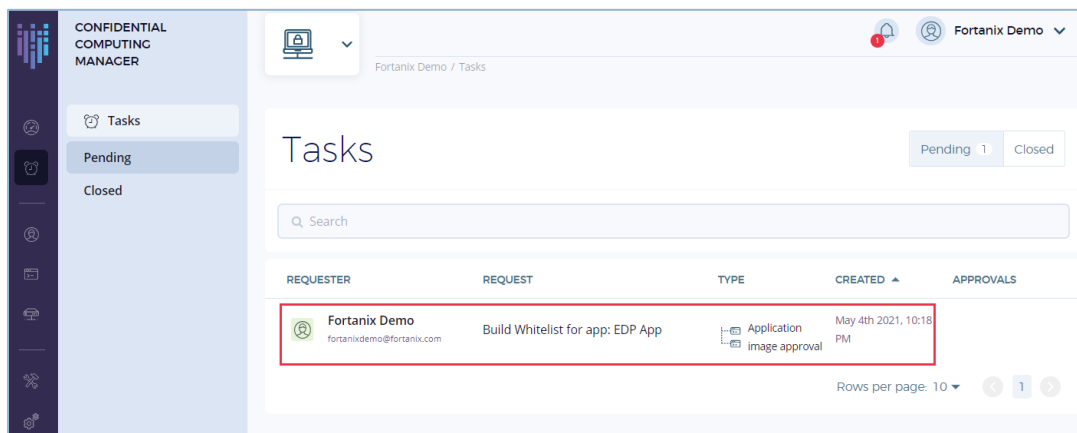 CONFIDENTIAL
COMPUTING
MANAGER
1
Fortanix Demo
Fortanix Demo / Tasks
Tasks
Pending
Closed
Tasks
Pending 1
Closed
Search
REQUESTER
REQUEST
TYPE
CREATED
APPROVALS
Fortanix Demo
fortanixdemo@fortanix.com
Build Whitelist for app: EDP App
Application
image approval
May 4th 2021, 10:18
PM
Rows per page: 10
1